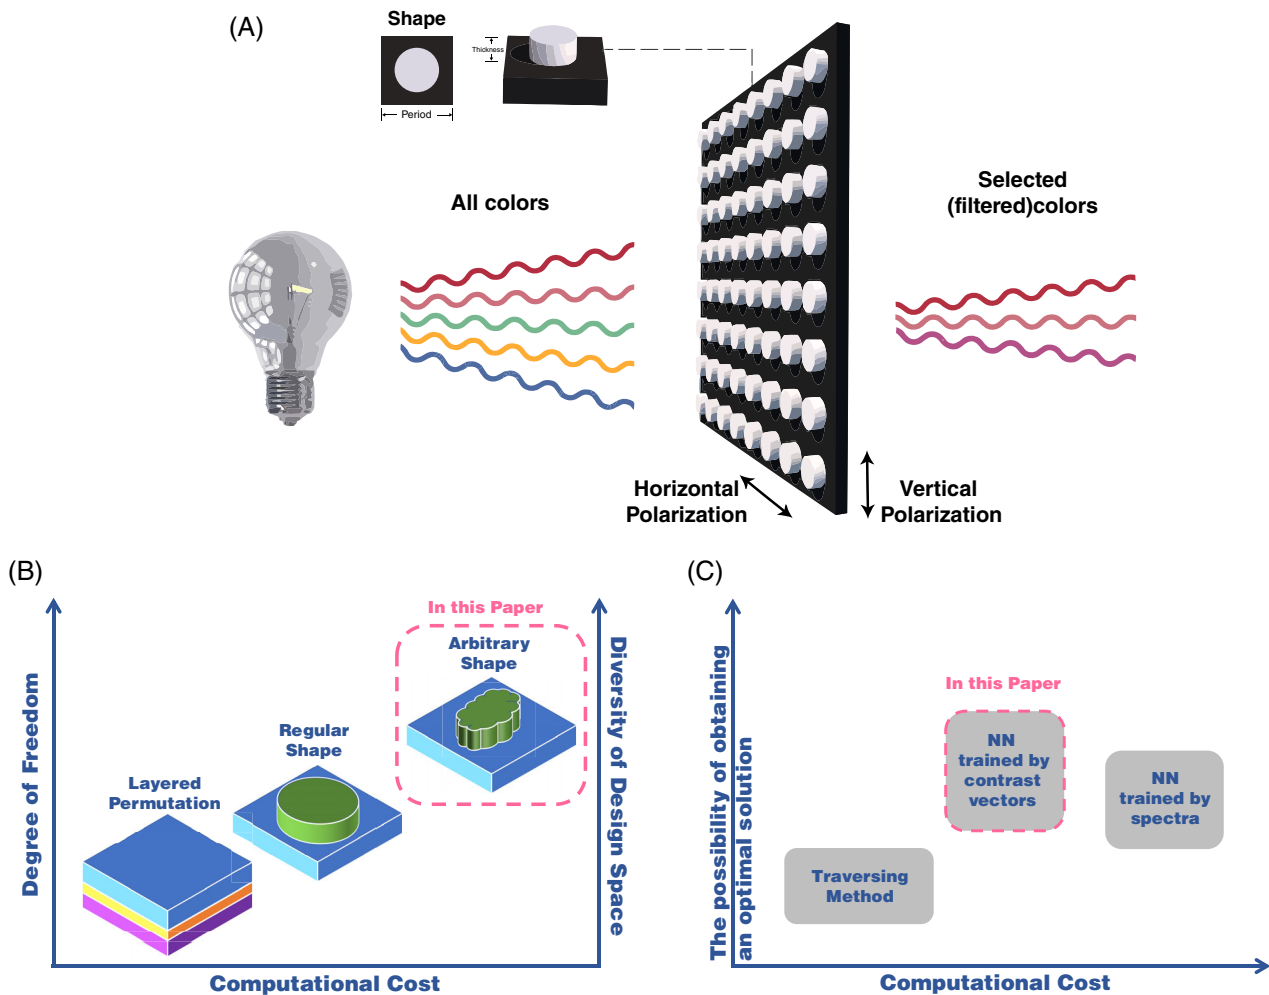 (A)
Shape
Thickness
Period
All colors
Selected
(filtered)colors
Horizontal
Polarization
Vertical
Polarization
(B)
In this Paper
Arbitrary
Shape
Regular
Shape
Layered
Permutation
Degree of Freedom
Diversity of Design Space
Computational Cost
(C)
In this Paper
NN
trained by
contrast
vectors
NN
trained by
spectra
Traversing
Method
The possibility of obtaining
an optimal solution
Computational Cost